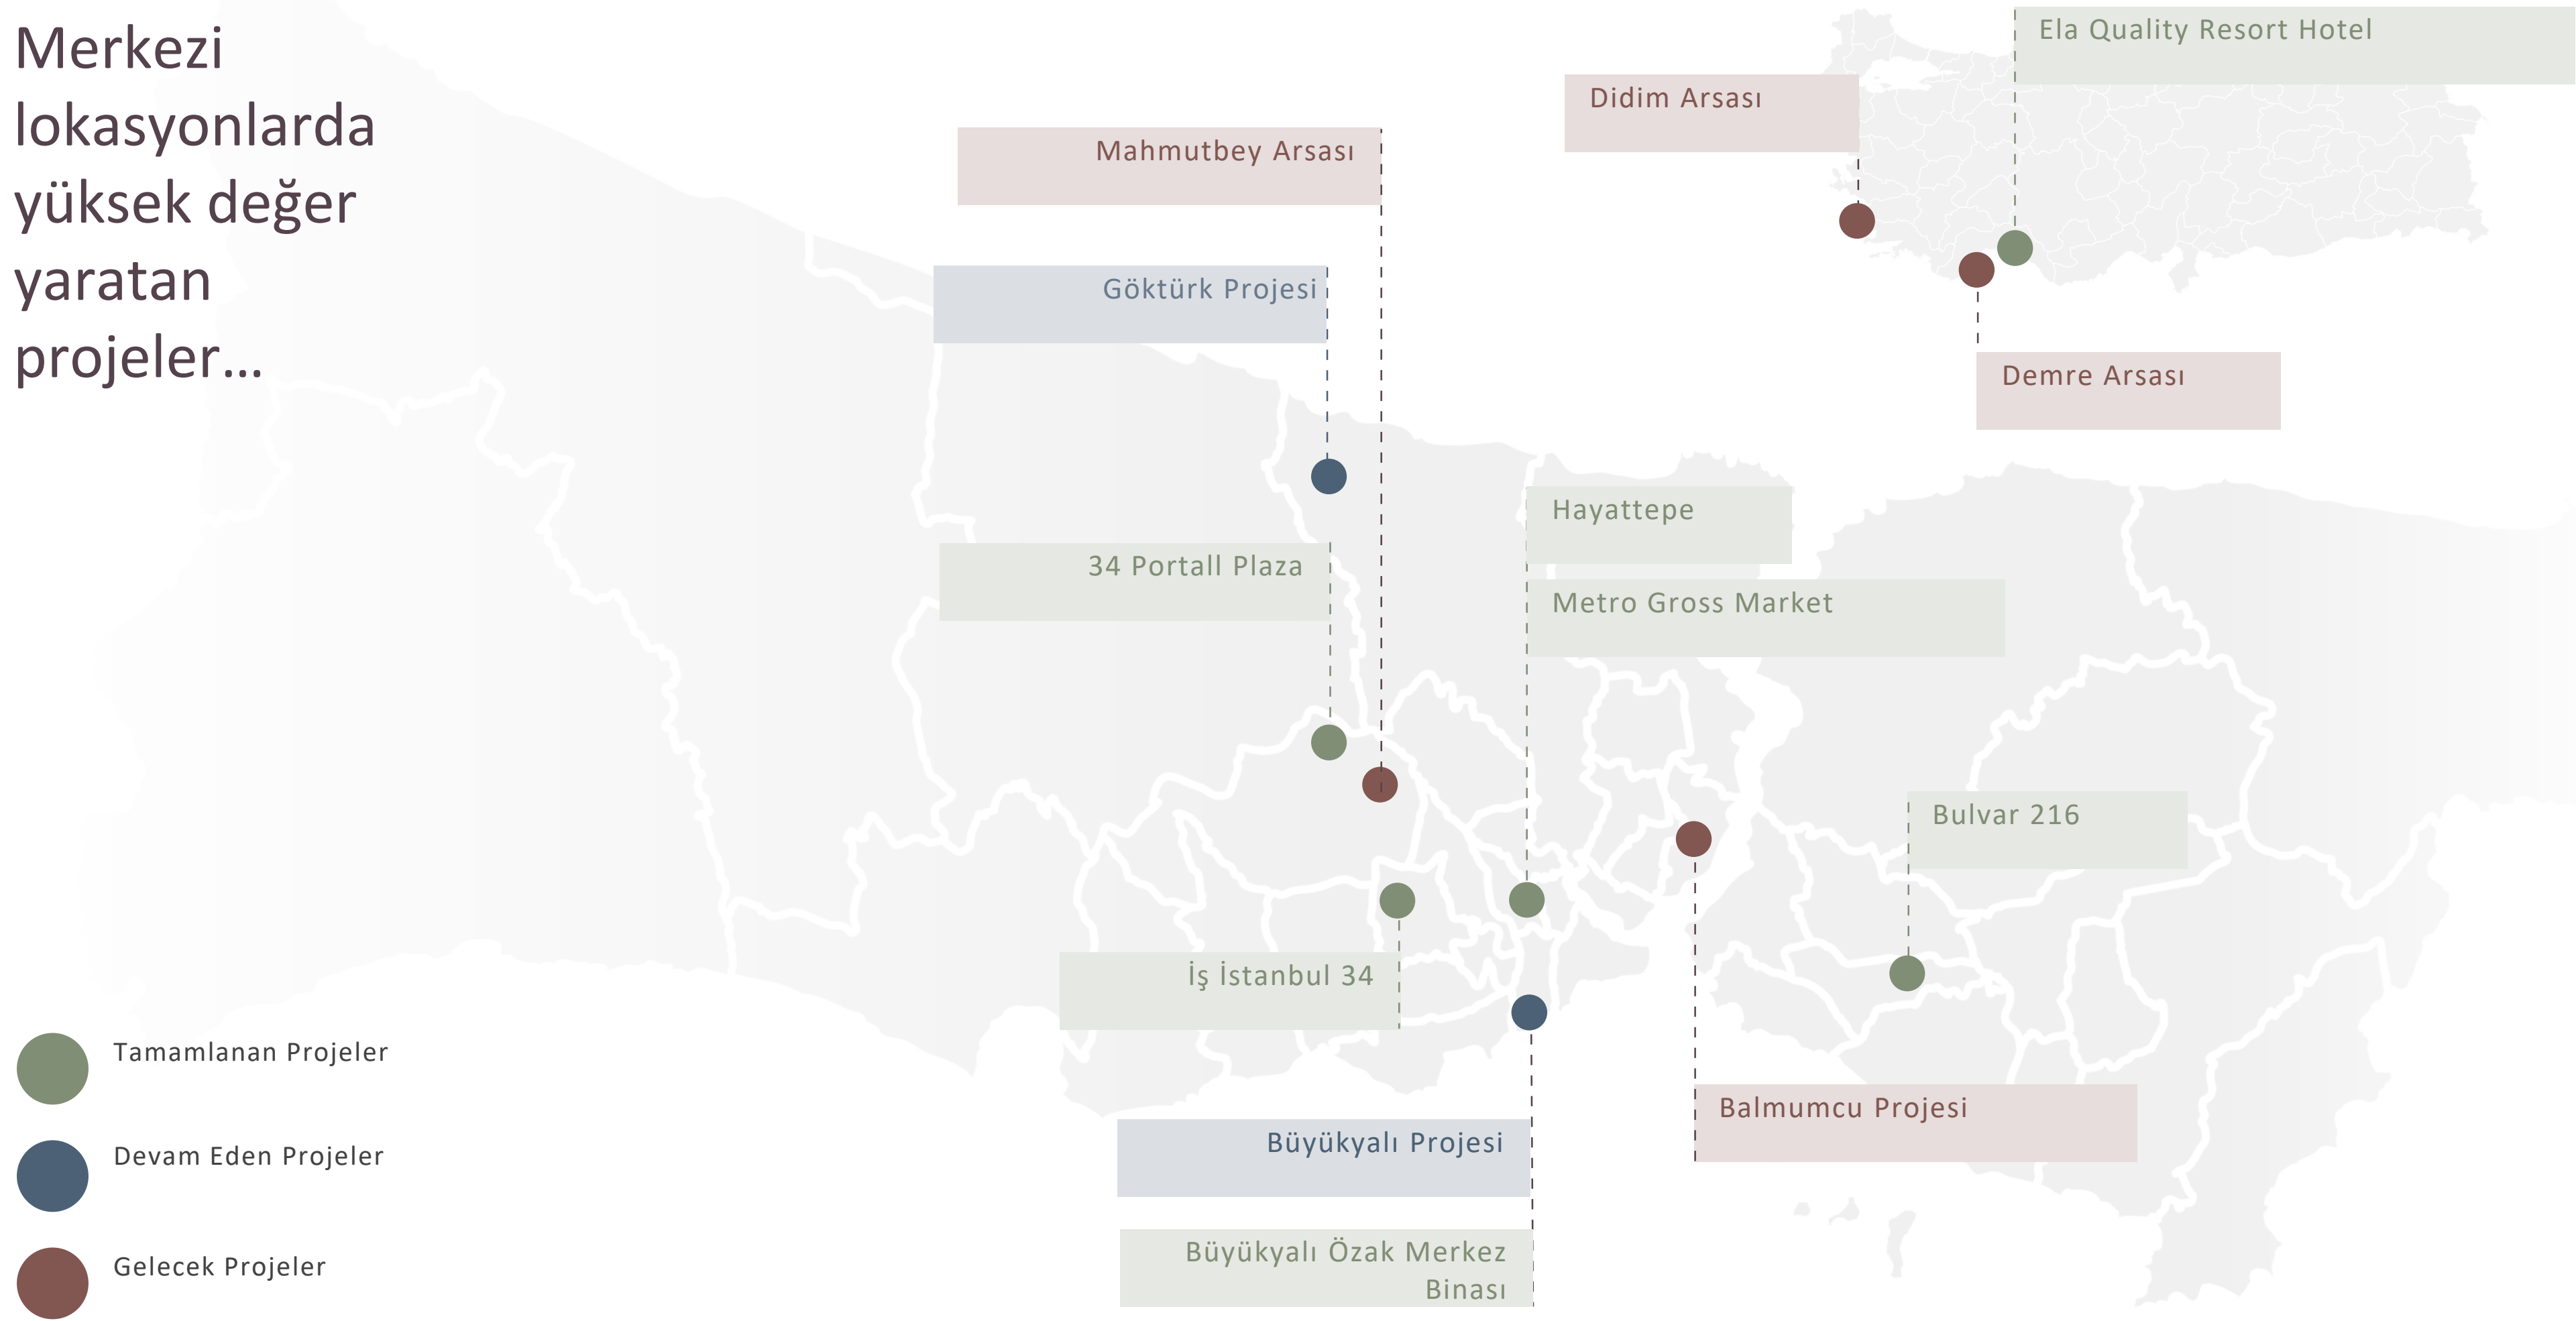 Merkezi
lokasyonlarda
yüksek değer
yaratan
projeler...
Ela Quality Resort Hotel
Didim Arsası
Mahmutbey Arsası
Göktürk Projesi
Demre Arsası
Hayattepe
34 Portall Plaza
Metro Gross Market
Bulvar 216
İş İstanbul 34
Balmumcu Projesi
Büyükyalı Projesi
Büyükyalı Özak Merkez
Binası
Tamamlanan Projeler
Devam Eden Projeler
Gelecek Projeler